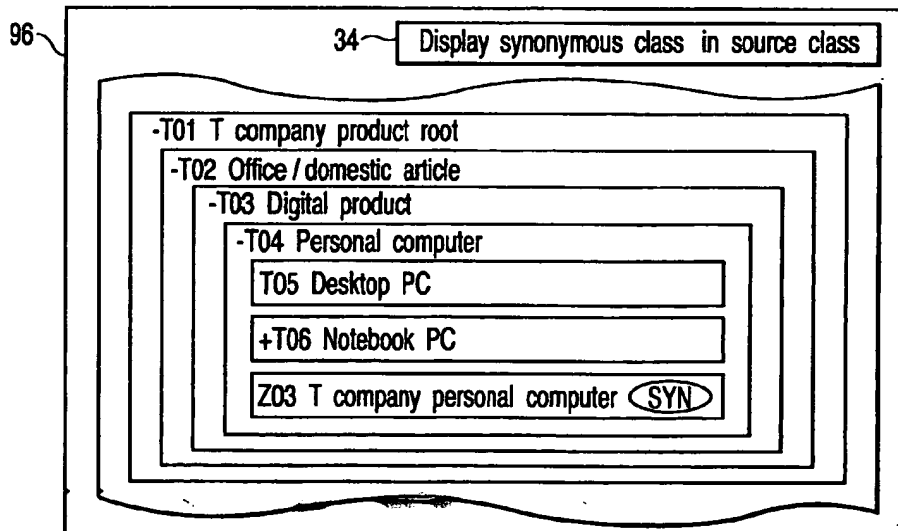 96
34 Display synonymous class in source class
-T01 T company product root
-T02 Office / domestic article
-T03 Digital product
-T04 Personal computer
T05 Desktop PC
+T06 Notebook PC
Z03 T company personal computer SYN